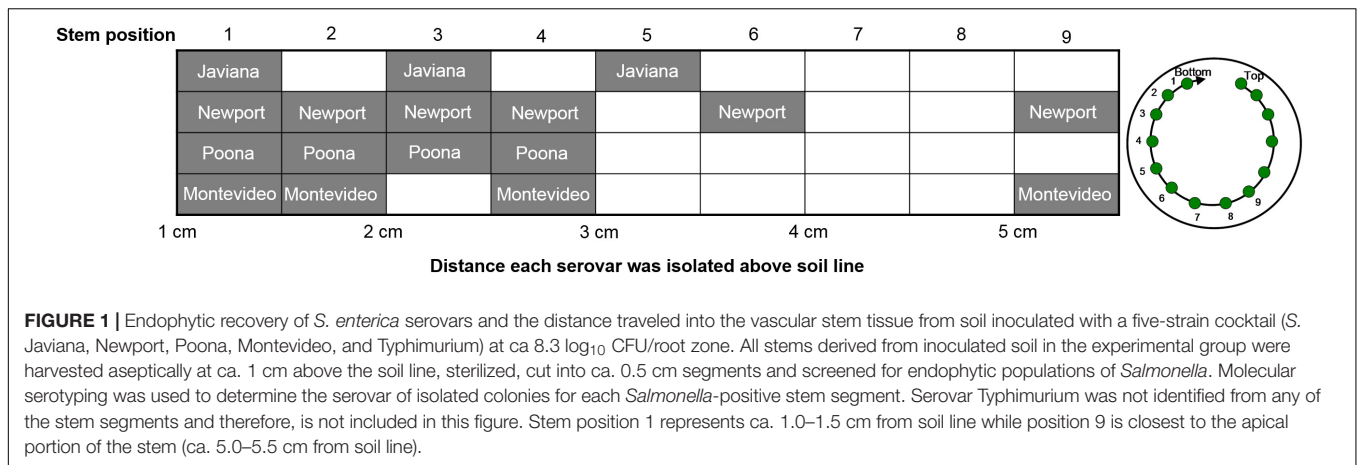 Stem position 1 2 3 4 5 6 7 8 9
Javiana Javiana Javiana
Newport Newport Newport Newport Newport Newport
Poona Poona Poona Poona
Montevideo Montevideo Montevideo Montevideo
1 cm 2 cm 3 cm 4 cm 5 cm
Distance each serovar was isolated above soil line
Bottom Top
1
2
3
4
5
6
7
8
9
FIGURE 1 | Endophytic recovery of S. enterica serovars and the distance traveled into the vascular stem tissue from soil inoculated with a five-strain cocktail (S.
Javiana, Newport, Poona, Montevideo, and Typhimurium) at ca 8.3 log10 CFU/root zone. All stems derived from inoculated soil in the experimental group were
harvested aseptically at ca. 1 cm above the soil line, sterilized, cut into ca. 0.5 cm segments and screened for endophytic populations of Salmonella. Molecular
serotyping was used to determine the serovar of isolated colonies for each Salmonella-positive stem segment. Serovar Typhimurium was not identified from any of
the stem segments and therefore, is not included in this figure. Stem position 1 represents ca. 1.0–1.5 cm from soil line while position 9 is closest to the apical
portion of the stem (ca. 5.0–5.5 cm from soil line).